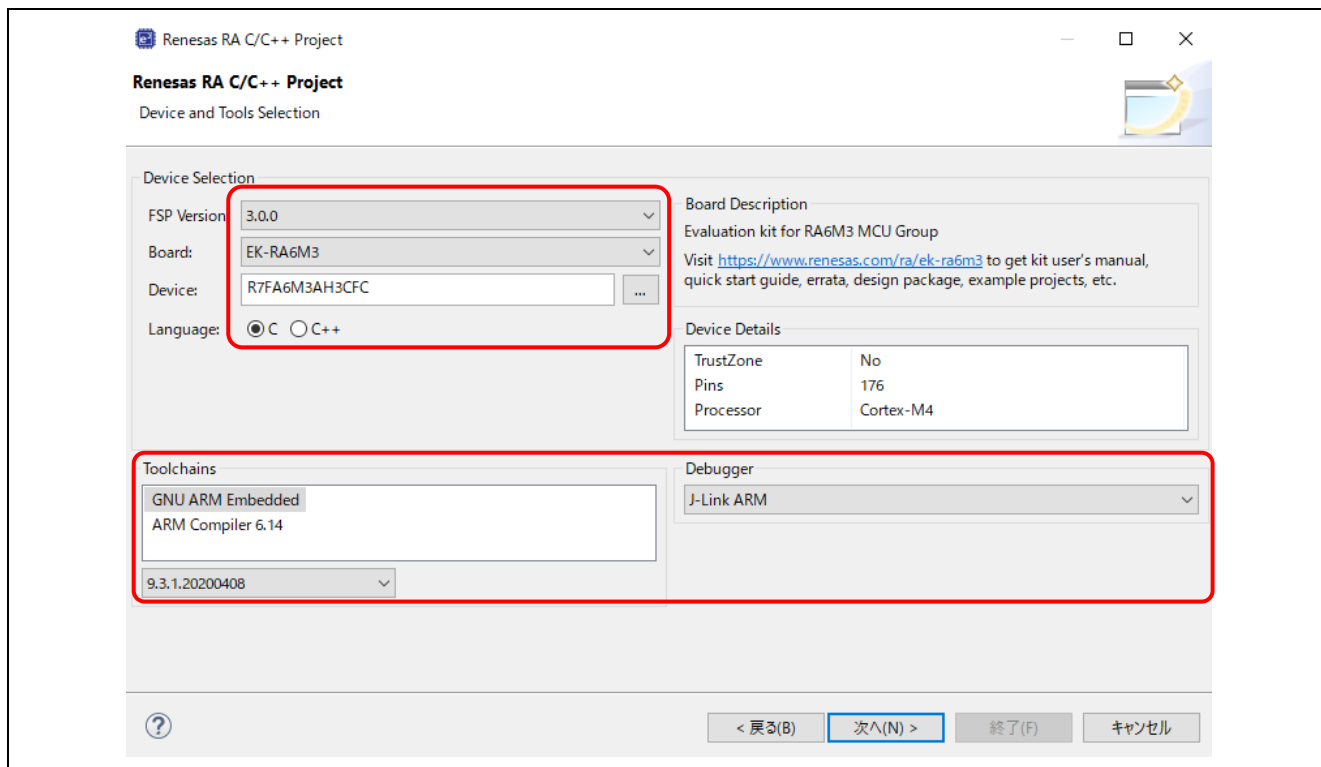 Renesas RA C/C++ Project
Renesas RA C/C++ Project
Device and Tools Selection
Device Selection
FSP Version
3.0.0
Board:
EK-RA6M3
Device:
R7FA6M3AH3CFC
...
Language:
C
C++
Board Description
Evaluation kit for RA6M3 MCU Group
Visit https://www.renesas.com/ra/ek-ra6m3 to get kit user's manual,
quick start guide, errata, design package, example projects, etc.
Device Details
TrustZone No
Pins 176
Processor Cortex-M4
Toolchains
GNU ARM Embedded
ARM Compiler 6.14
9.3.1.20200408
Debugger
J-Link ARM
?
< 戻る(B)
次へ(N) >
終了(F)
キャンセル